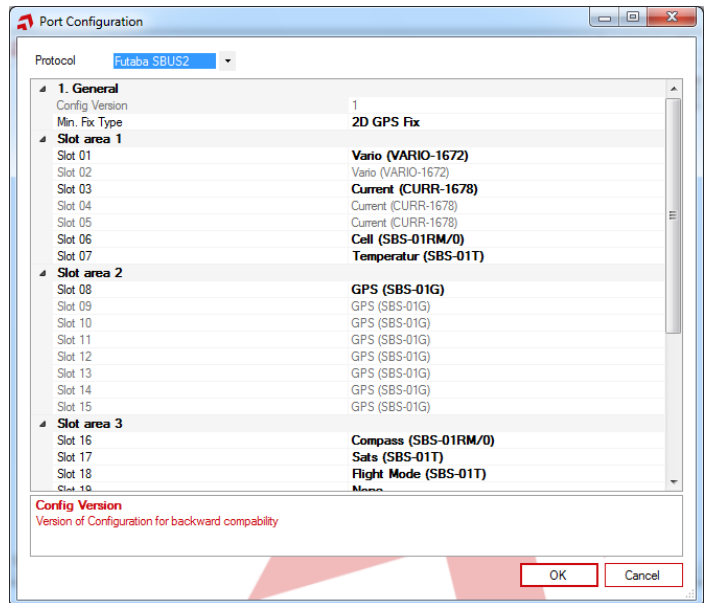 Port Configuration
Protocol Futaba SBUS2
1. General
Config Version 1
Min. Fix Type 2D GPS Fix
Slot area 1
Slot 01 Vario (VARIO-1672)
Slot 02 Vario (VARIO-1672)
Slot 03 Current (CURR-1678)
Slot 04 Current (CURR-1678)
Slot 05 Current (CURR-1678)
Slot 06 Cell (SBS-01RM/0)
Slot 07 Temperatur (SBS-01T)
Slot area 2
Slot 08 GPS (SBS-01G)
Slot 09 GPS (SBS-01G)
Slot 10 GPS (SBS-01G)
Slot 11 GPS (SBS-01G)
Slot 12 GPS (SBS-01G)
Slot 13 GPS (SBS-01G)
Slot 14 GPS (SBS-01G)
Slot 15 GPS (SBS-01G)
Slot area 3
Slot 16 Compass (SBS-01RM/0)
Slot 17 Sats (SBS-01T)
Slot 18 Flight Mode (SBS-01T)
Slot 19 None
Config Version
Version of Configuration for backward compability
OK Cancel